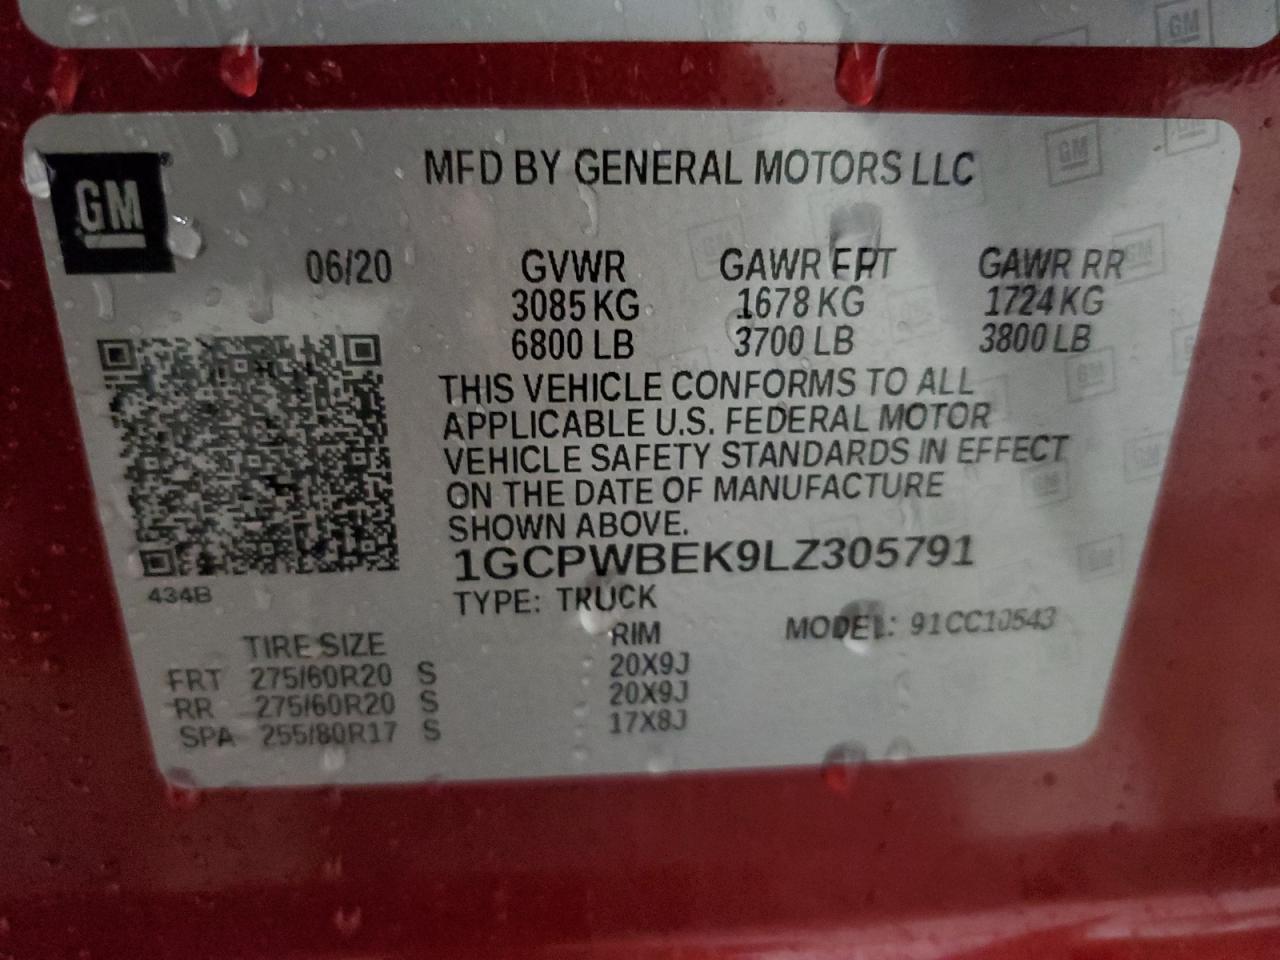 GM
MFD BY GENERAL MOTORS LLC
06/20
GVWR GAWR FRT GAWR RR
3085 KG 1678 KG 1724 KG
6800 LB 3700 LB 3800 LB
THIS VEHICLE CONFORMS TO ALL
APPLICABLE U.S. FEDERAL MOTOR
VEHICLE SAFETY STANDARDS IN EFFECT
ON THE DATE OF MANUFACTURE
SHOWN ABOVE.
1GCPWBEK9LZ305791
434B
TYPE: TRUCK
MODEL: 91CC10543
TIRE SIZE RIM
FRT 275/60R20 S 20X9J
RR 275/60R20 S 20X9J
SPA 255/80R17 S 17X8J